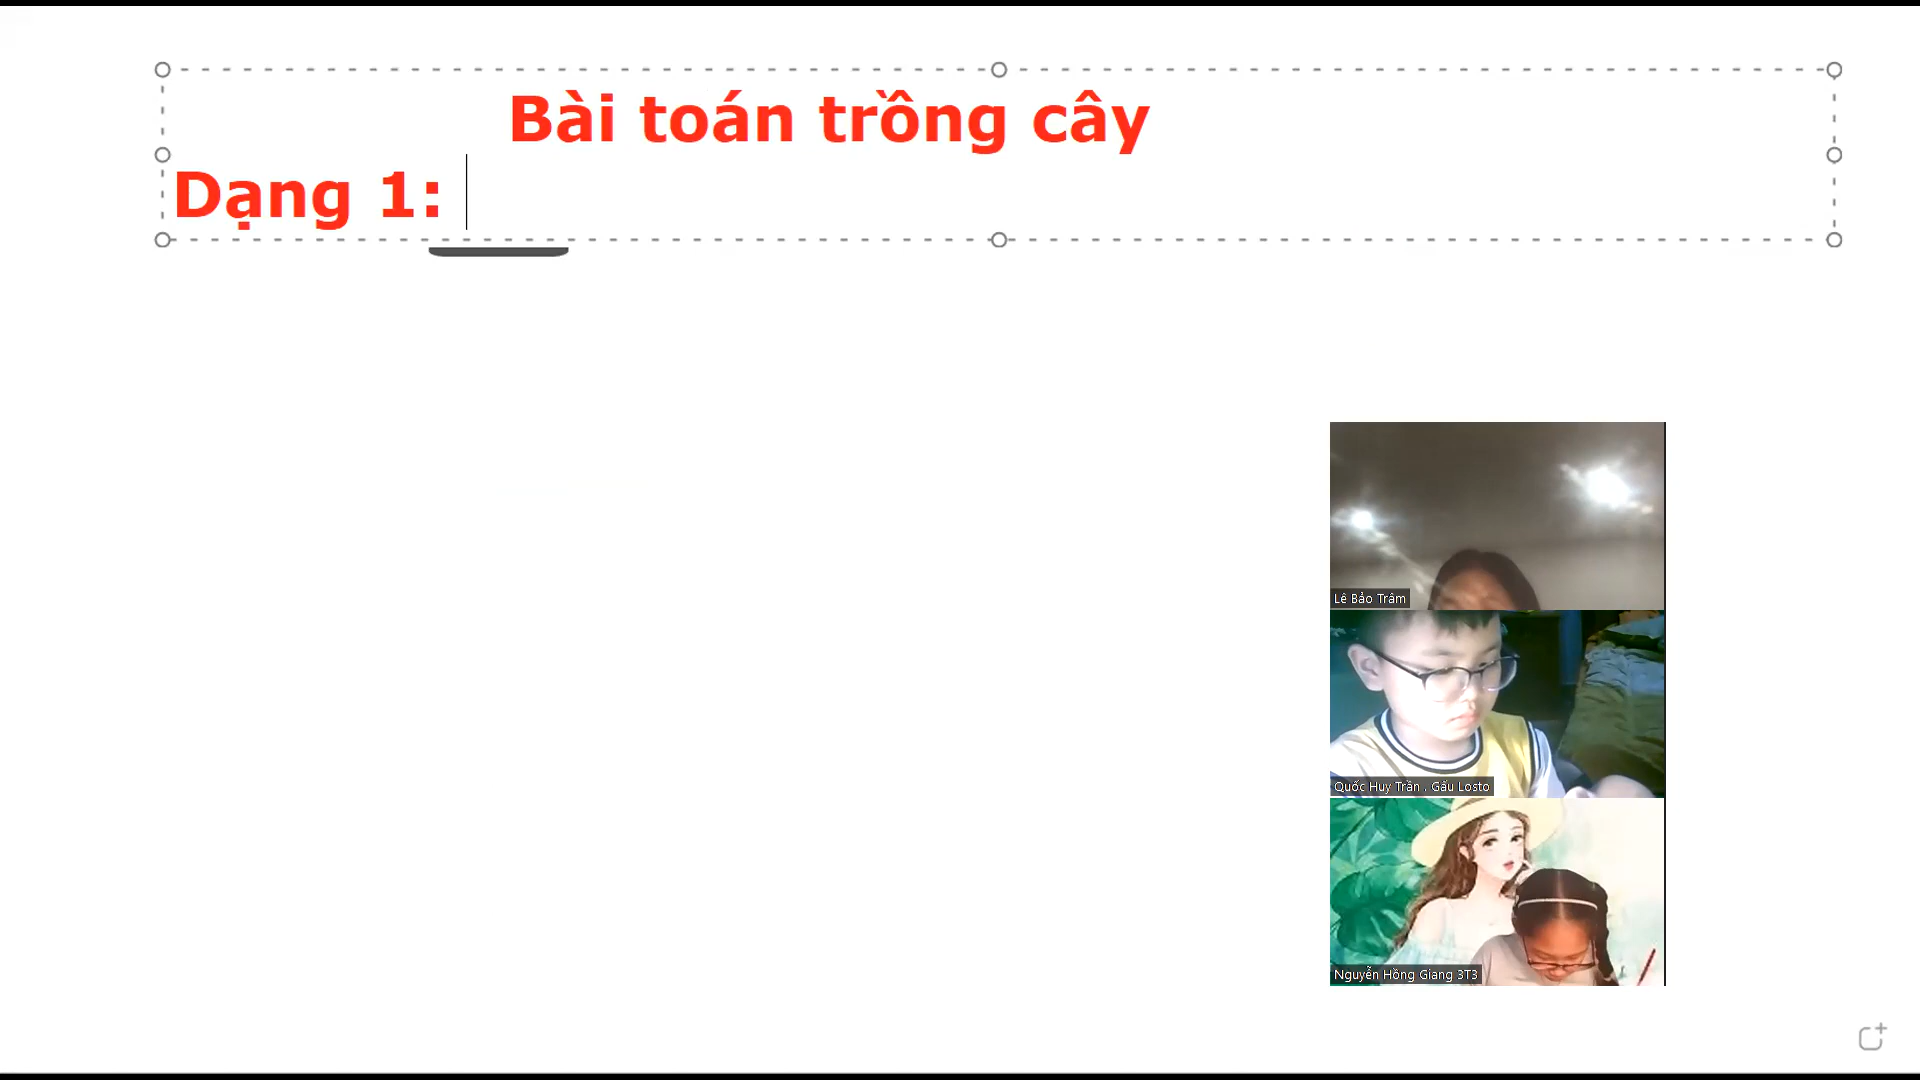 Bài toán trồng cây
Dạng 1:
Lê Bảo Trâm
Quốc Huy Trần . Gấu Losto
Nguyễn Hồng Giang 3T3